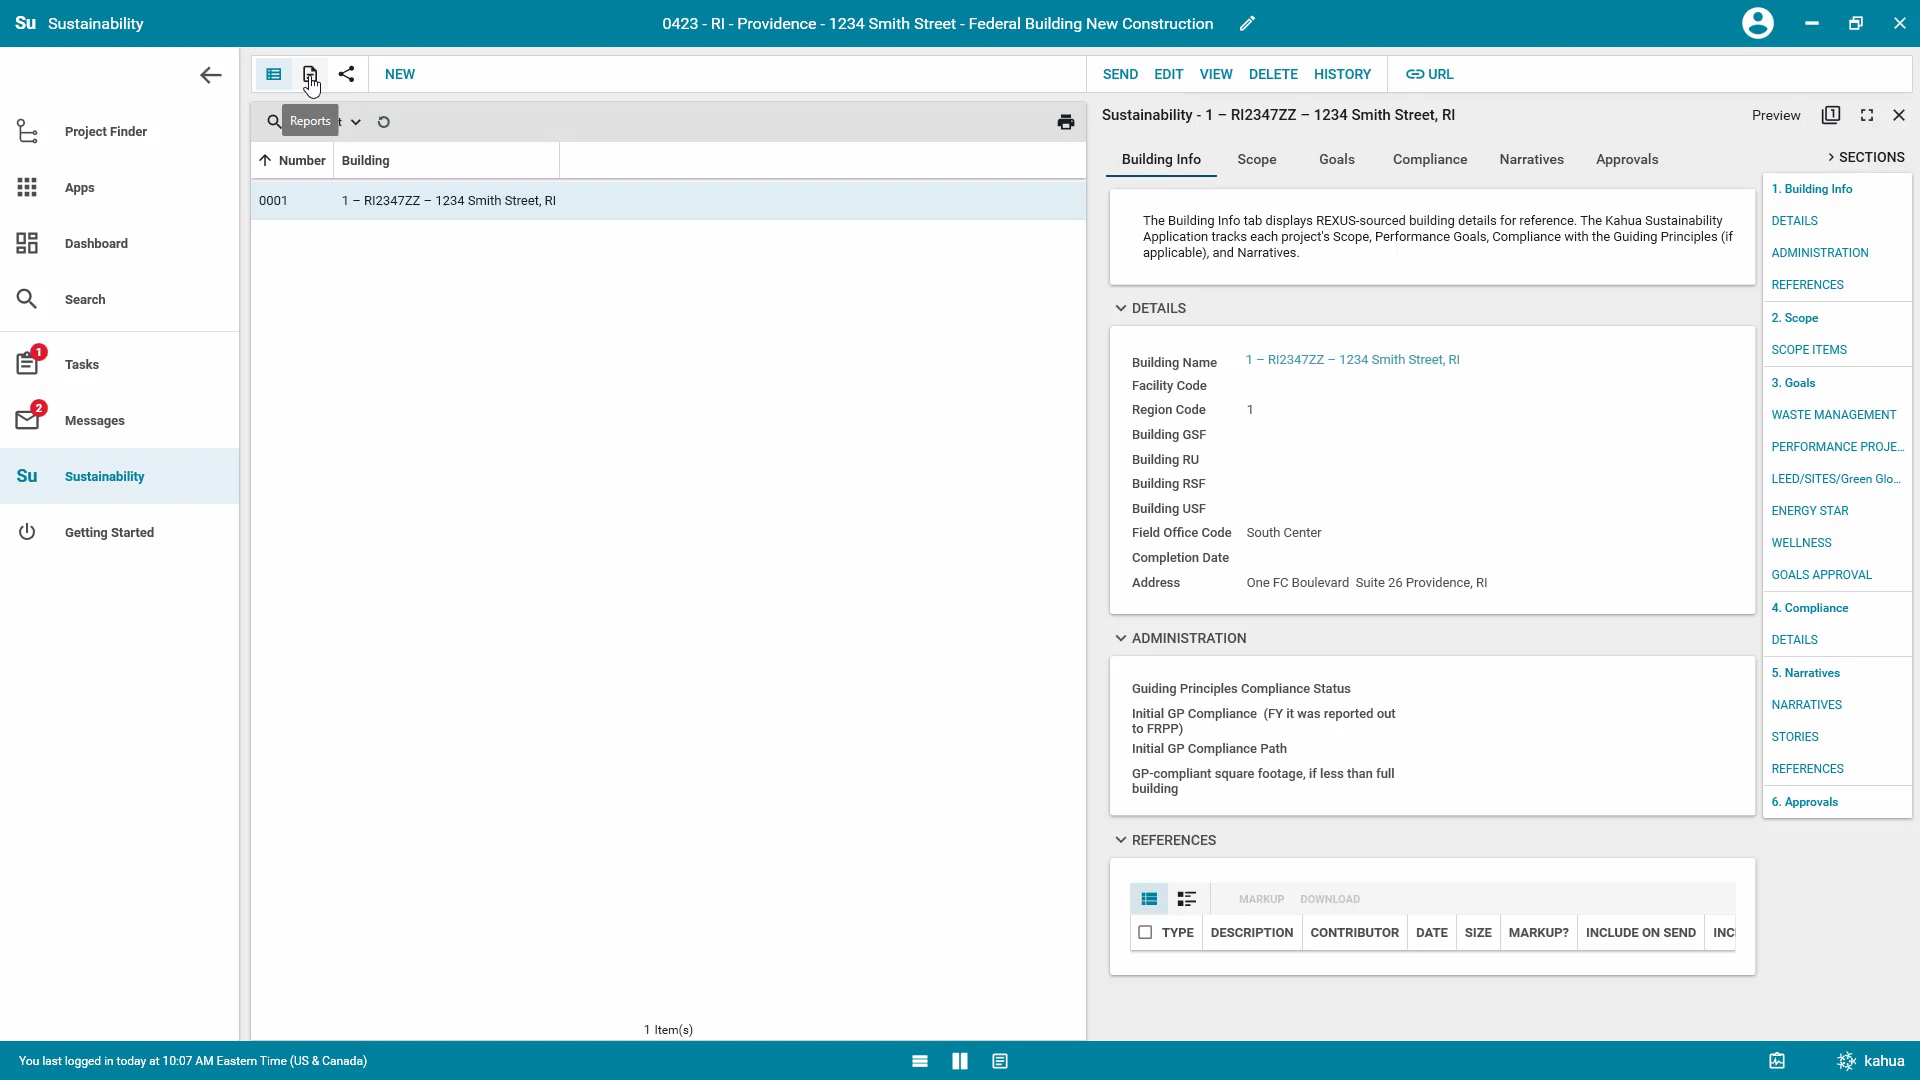 Su Sustainability
0423 - RI - Providence - 1234 Smith Street - Federal Building New Construction
Project Finder
Apps
Dashboard
Search
1
Tasks
2
Messages
Su Sustainability
Getting Started
NEW
Reports
Number Building
0001 1 – RI2347ZZ – 1234 Smith Street, RI
1 Item(s)
SEND EDIT VIEW DELETE HISTORY URL
Sustainability - 1 – RI2347ZZ – 1234 Smith Street, RI
Preview 1
Building Info Scope Goals Compliance Narratives Approvals
The Building Info tab displays REXUS-sourced building details for reference. The Kahua Sustainability
Application tracks each project's Scope, Performance Goals, Compliance with the Guiding Principles (if
applicable), and Narratives.
DETAILS
Building Name 1 – RI2347ZZ – 1234 Smith Street, RI
Facility Code
Region Code 1
Building GSF
Building RU
Building RSF
Building USF
Field Office Code South Center
Completion Date
Address One FC Boulevard Suite 26 Providence, RI
ADMINISTRATION
Guiding Principles Compliance Status
Initial GP Compliance (FY it was reported out
to FRPP)
Initial GP Compliance Path
GP-compliant square footage, if less than full
building
REFERENCES
MARKUP DOWNLOAD
TYPE DESCRIPTION CONTRIBUTOR DATE SIZE MARKUP? INCLUDE ON SEND INC
SECTIONS
1. Building Info
DETAILS
ADMINISTRATION
REFERENCES
2. Scope
SCOPE ITEMS
3. Goals
WASTE MANAGEMENT
PERFORMANCE PROJE...
LEED/SITES/Green Glo...
ENERGY STAR
WELLNESS
GOALS APPROVAL
4. Compliance
DETAILS
5. Narratives
NARRATIVES
STORIES
REFERENCES
6. Approvals
You last logged in today at 10:07 AM Eastern Time (US & Canada)
kahua